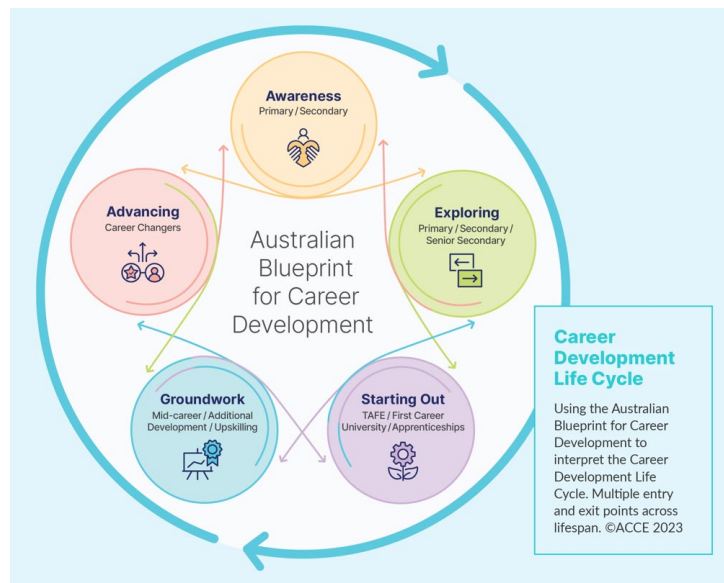 Awareness
Primary / Secondary
Advancing
Career Changers
Exploring
Primary / Secondary /
Senior Secondary
Australian
Blueprint
for Career
Development
Groundwork
Mid-career / Additional
Development / Upskilling
Starting Out
TAFE / First Career
University / Apprenticeships
Career
Development
Life Cycle
Using the Australian
Blueprint for Career
Development to
interpret the Career
Development Life
Cycle. Multiple entry
and exit points across
lifespan. ©ACCE 2023